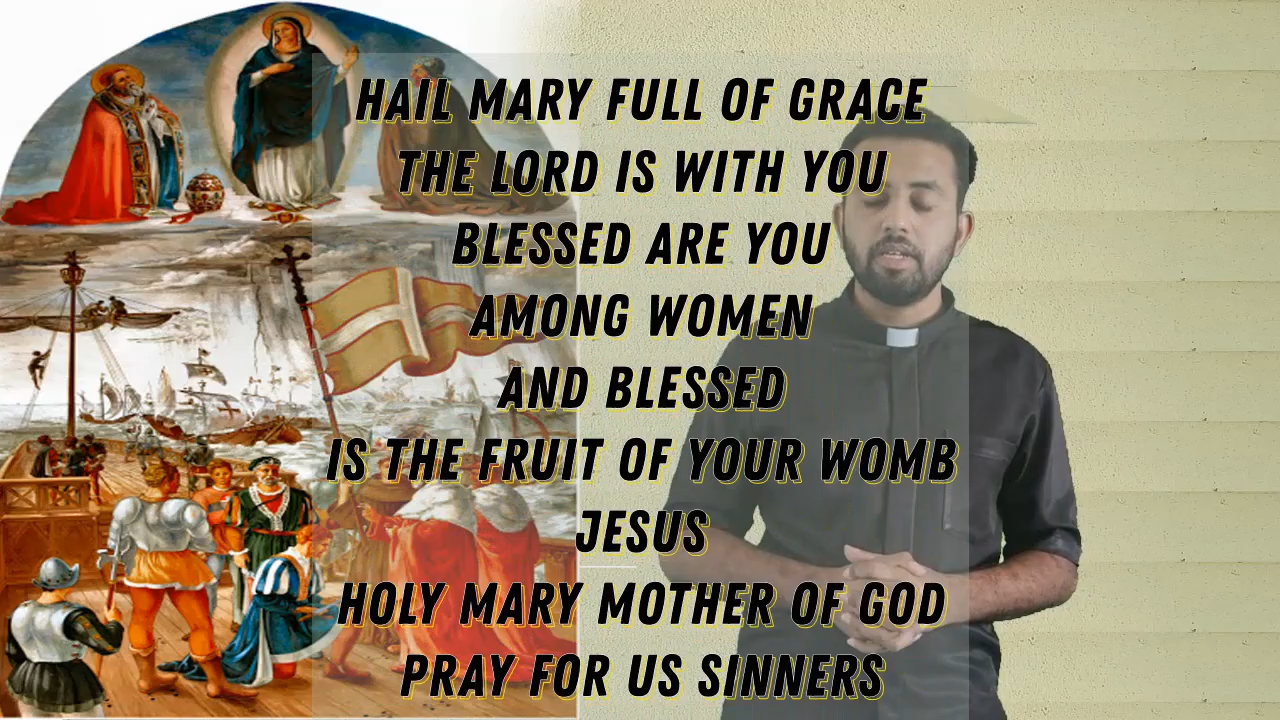 HAIL MARY FULL OF GRACE
THE LORD IS WITH YOU
BLESSED ARE YOU
AMONG WOMEN
AND BLESSED
IS THE FRUIT OF YOUR WOMB
JESUS
HOLY MARY MOTHER OF GOD
PRAY FOR US SINNERS